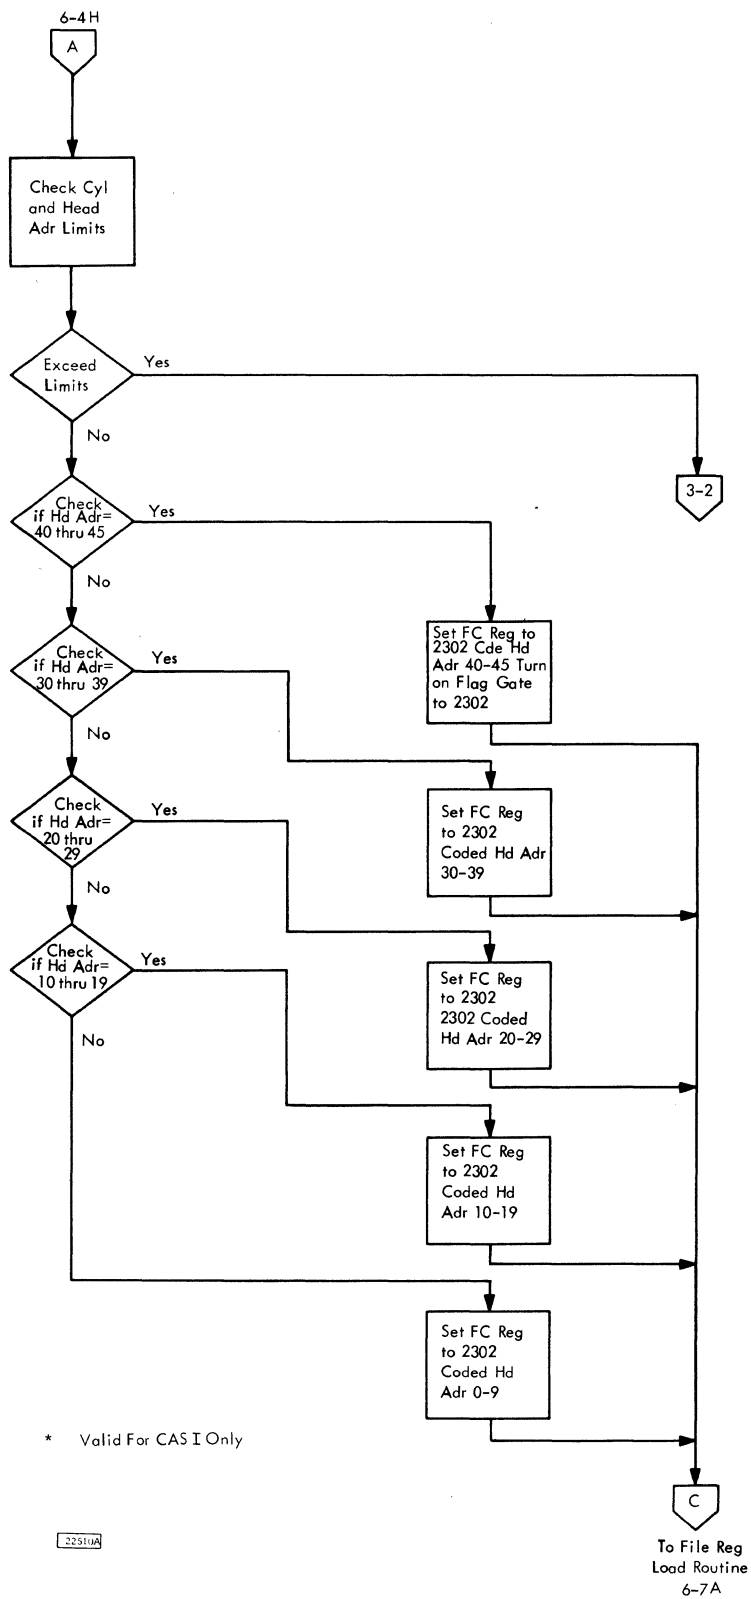 6-4H
A
Check Cyl
and Head
Adr Limits
Exceed
Limits
Yes
No
3-2
Check
if Hd Adr=
40 thru 45
Yes
No
Set FC Reg to
2302 Cde Hd
Adr 40-45 Turn
on Flag Gate
to 2302
Check
if Hd Adr=
30 thru 39
Yes
No
Set FC Reg
to 2302
Coded Hd Adr
30-39
Check
if Hd Adr=
20 thru
29
Yes
No
Set FC Reg
to 2302
2302 Coded
Hd Adr 20-29
Check
if Hd Adr=
10 thru 19
Yes
No
Set FC Reg
to 2302
Coded Hd
Adr 10-19
Set FC Reg
to 2302
Coded Hd
Adr 0-9
* Valid For CAS I Only
22510A
C
To File Reg
Load Routine
6-7A